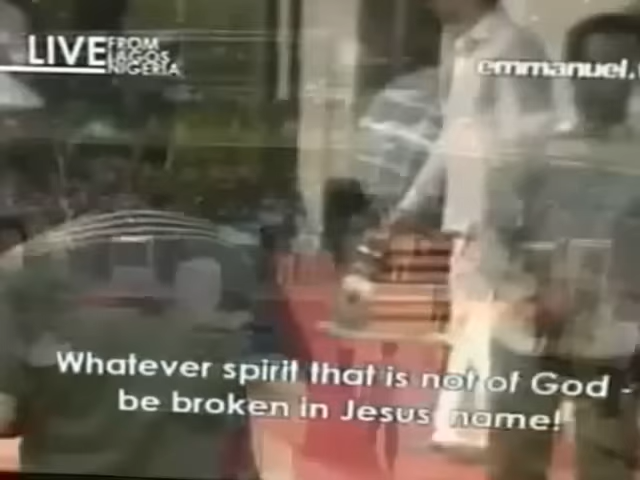 LIVE FROM
LAGOS
NIGERIA
emmanuel.
Whatever spirit that is not of God -
be broken in Jesus name!